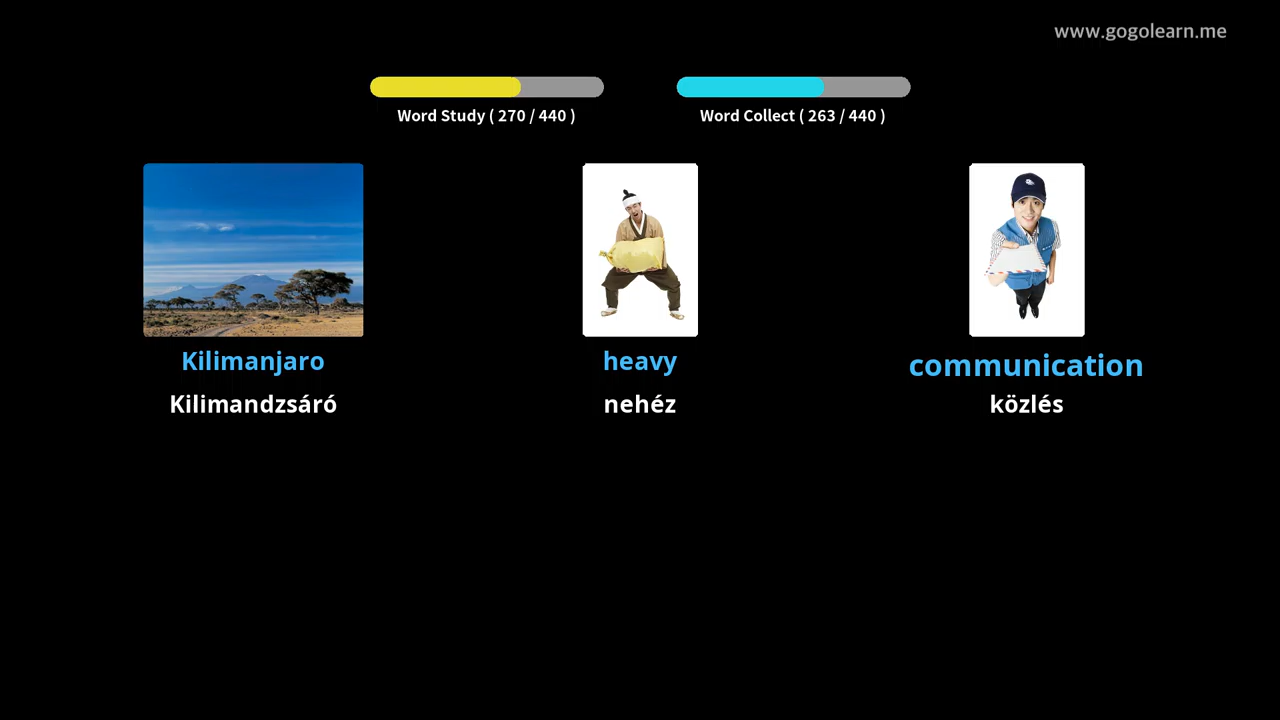 www.gogolearn.me
Word Study ( 270 / 440 )
Word Collect ( 263 / 440 )
Kilimanjaro
Kilimandzsáró
heavy
nehéz
communication
közlés